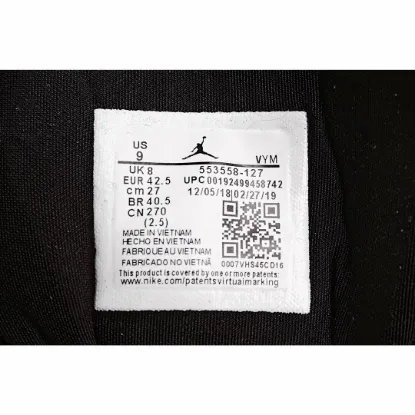 US
9
VYM
UK 8
553558-127
EUR 42.5
UPC 00192499458742
cm 27
12/05/18|02/27/19
BR 40.5
CN 270
(2.5)
MADE IN VIETNAM
HECHO EN VIETNAM
FABRIQUE AU VIETNAM
FABRICADO NO VIETNÃ
0007VHS45CD16
This product is covered by one or more patents:
www.nike.com/patentsvirtualmarking